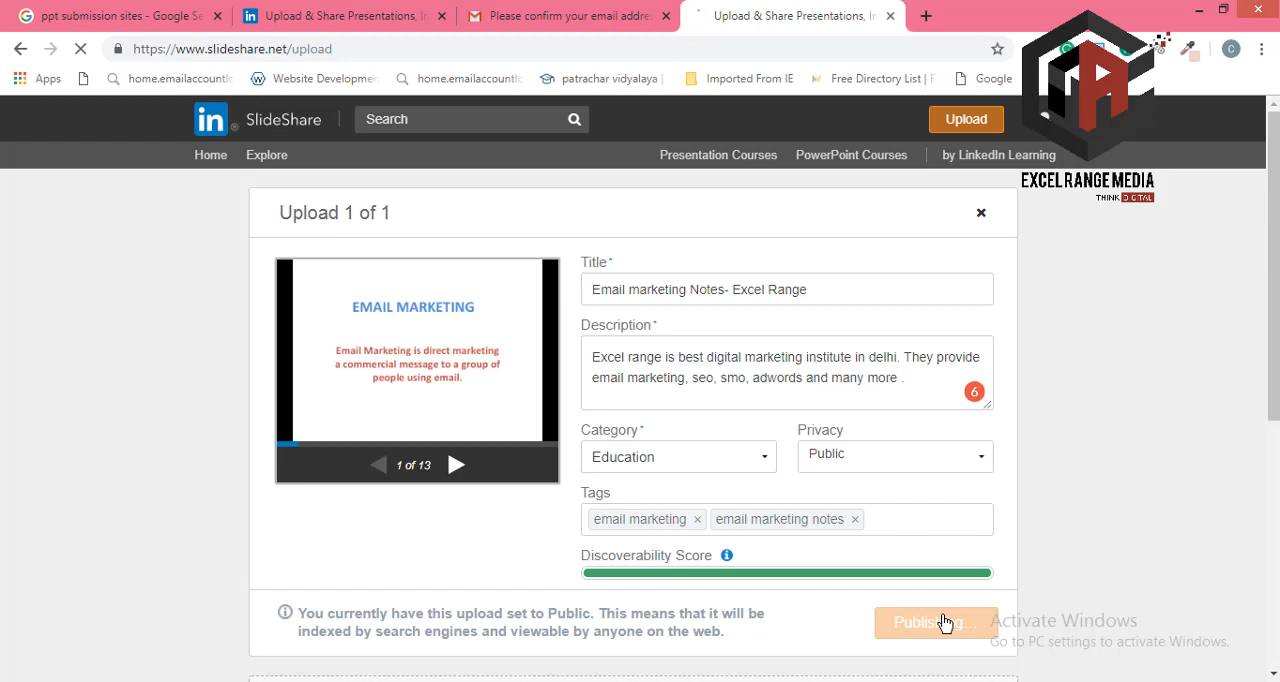 ppt submission sites - Google Se
Upload & Share Presentations, In
Please confirm your email addre
Upload & Share Presentations, In
https://www.slideshare.net/upload
Apps
home.emailaccountlo
Website Developmen
home.emailaccountlo
patrachar vidyalaya |
Imported From IE
Free Directory List | F
Google
C
in SlideShare
Search
Upload
Home
Explore
Presentation Courses
PowerPoint Courses
by LinkedIn Learning
EXCEL RANGE MEDIA
THINK DIGITAL
Upload 1 of 1
EMAIL MARKETING
Email Marketing is direct marketing
a commercial message to a group of
people using email.
1 of 13
Title*
Email marketing Notes- Excel Range
Description*
Excel range is best digital marketing institute in delhi. They provide
email marketing, seo, smo, adwords and many more .
6
Category*
Privacy
Education
Public
Tags
email marketing ×
email marketing notes ×
Discoverability Score
You currently have this upload set to Public. This means that it will be
indexed by search engines and viewable by anyone on the web.
Publishing...
Activate Windows
Go to PC settings to activate Windows.